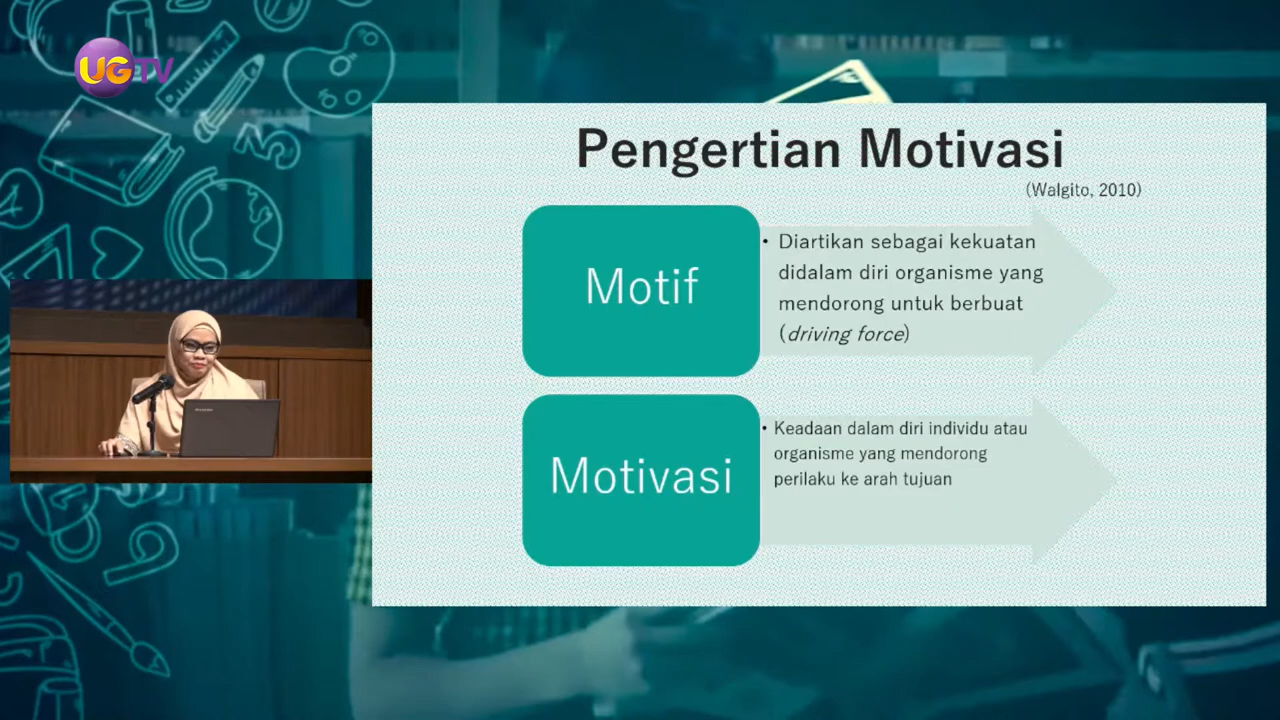 UGTV
Pengertian Motivasi
(Walgito, 2010)
Motif
• Diartikan sebagai kekuatan
didalam diri organisme yang
mendorong untuk berbuat
(driving force)
Motivasi
• Keadaan dalam diri individu atau
organisme yang mendorong
perilaku ke arah tujuan